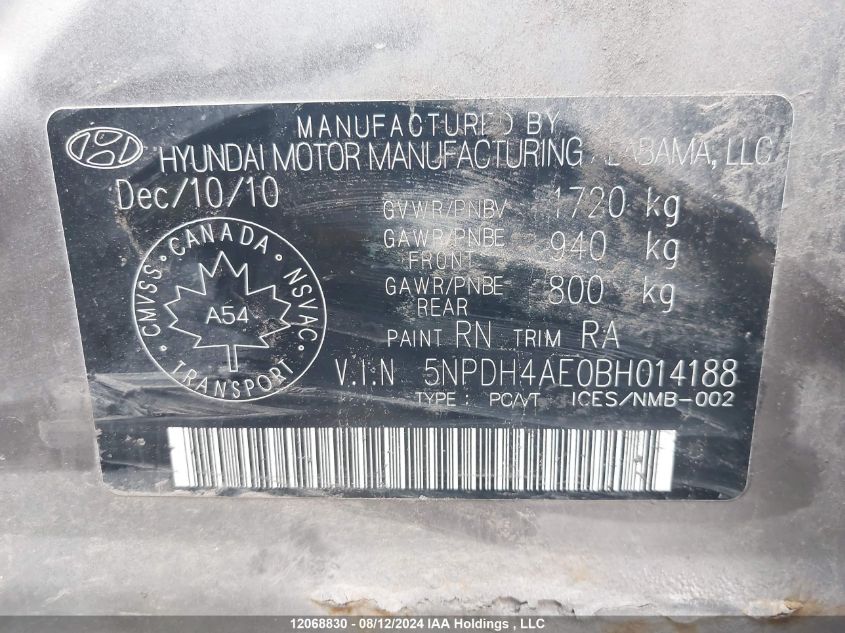 MANUFACTURED BY
HYUNDAI MOTOR MANUFACTURING ALABAMA, LLC
Dec/10/10
GVWR/PNBV 1720 kg
GAWR/PNBE FRONT 940 kg
GAWR/PNBE REAR 800 kg
CANADA
CMVSS · NSVAC
A54
TRANSPORT
PAINT RN TRIM RA
V.I.N 5NPDH4AE0BH014188
TYPE: PC/VT ICES/NMB-002
12068830 - 08/12/2024 IAA Holdings, LLC